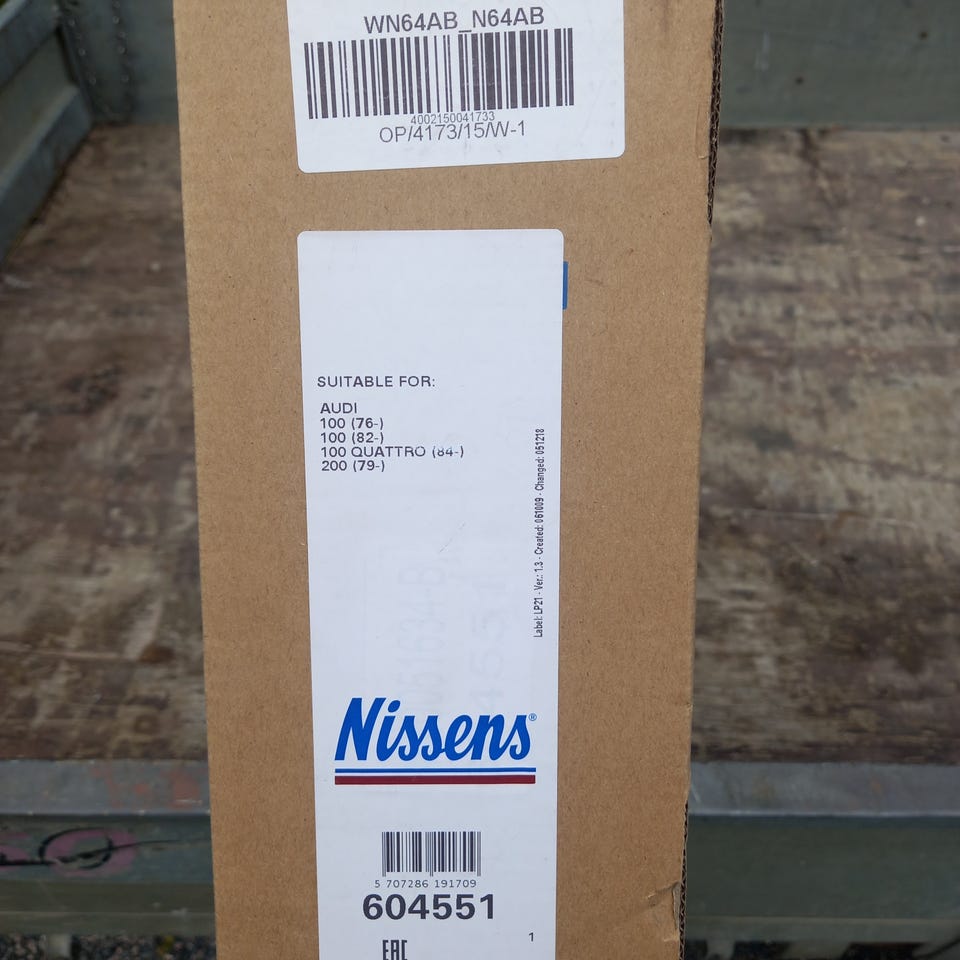 WN64AB_N64AB
4002150041733
OP/4173/15/W-1
SUITABLE FOR:
AUDI
100 (76-)
100 (82-)
100 QUATTRO (84-)
200 (79-)
Label: LP21 - Ver.: 1.3 - Created: 061009 - Changed: 051218
Nissens®
5 707286 191709
604551
EAC
1